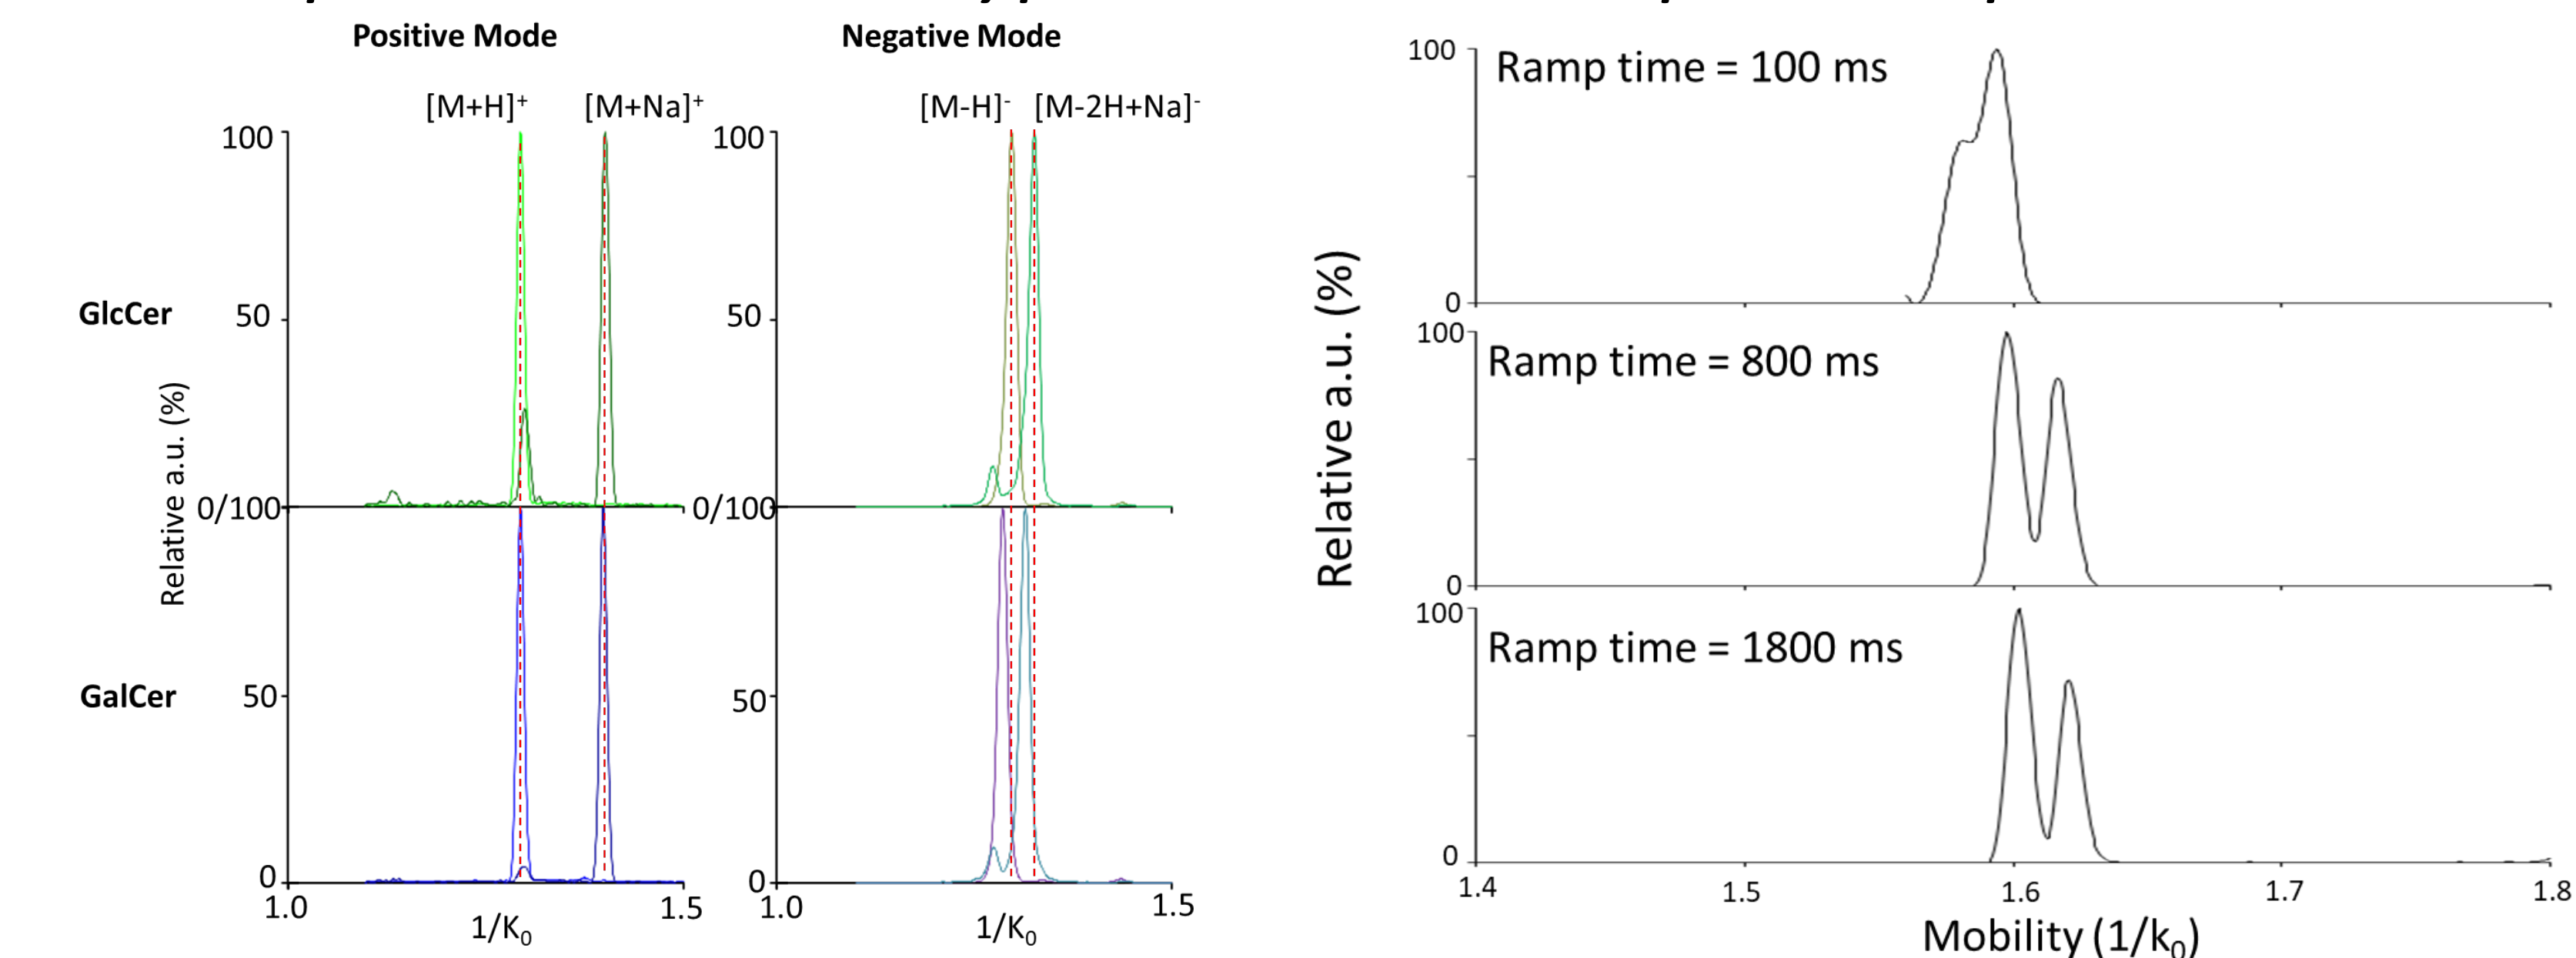 Positive Mode
Negative Mode
[M+H]⁺
[M+Na]⁺
[M-H]⁻
[M-2H+Na]⁻
GlcCer
GalCer
Relative a.u. (%)
100
50
0/100
50
0
1.0
1.5
1/K₀
100
50
0/100
50
0
1.0
1.5
1/K₀
Relative a.u. (%)
Ramp time = 100 ms
100
0
Ramp time = 800 ms
100
0
Ramp time = 1800 ms
100
0
1.4
1.5
1.6
1.7
1.8
Mobility (1/k₀)